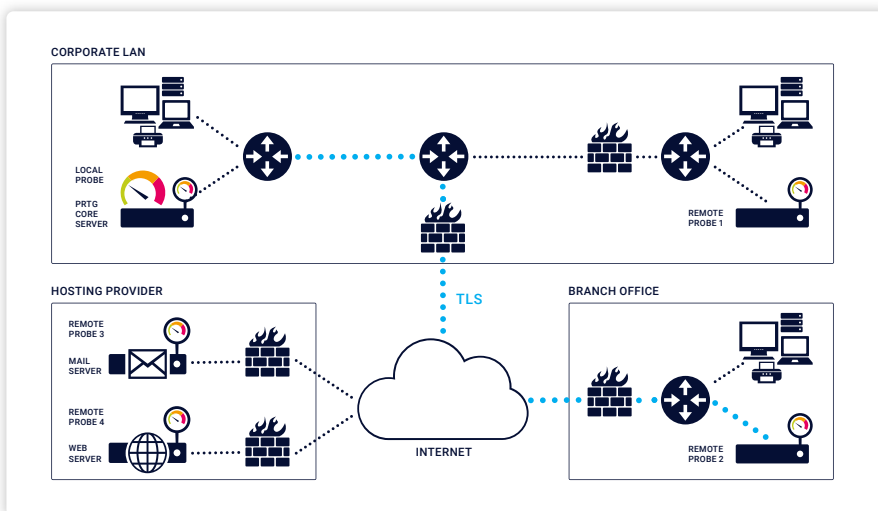 CORPORATE LAN
LOCAL
PROBE
PRTG
CORE
SERVER
REMOTE
PROBE 1
TLS
HOSTING PROVIDER
REMOTE
PROBE 3
MAIL
SERVER
REMOTE
PROBE 4
WEB
SERVER
INTERNET
BRANCH OFFICE
REMOTE
PROBE 2